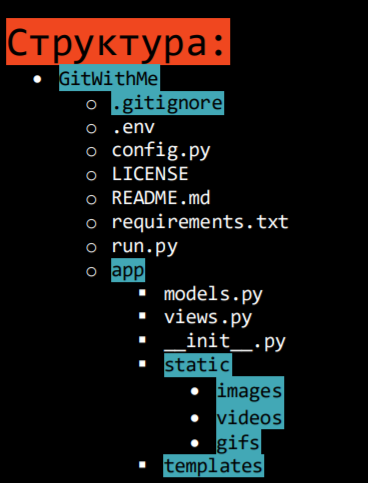 Структура:
GitWithMe
.gitignore
.env
config.py
LICENSE
README.md
requirements.txt
run.py
app
models.py
views.py
__init__.py
static
images
videos
gifs
templates